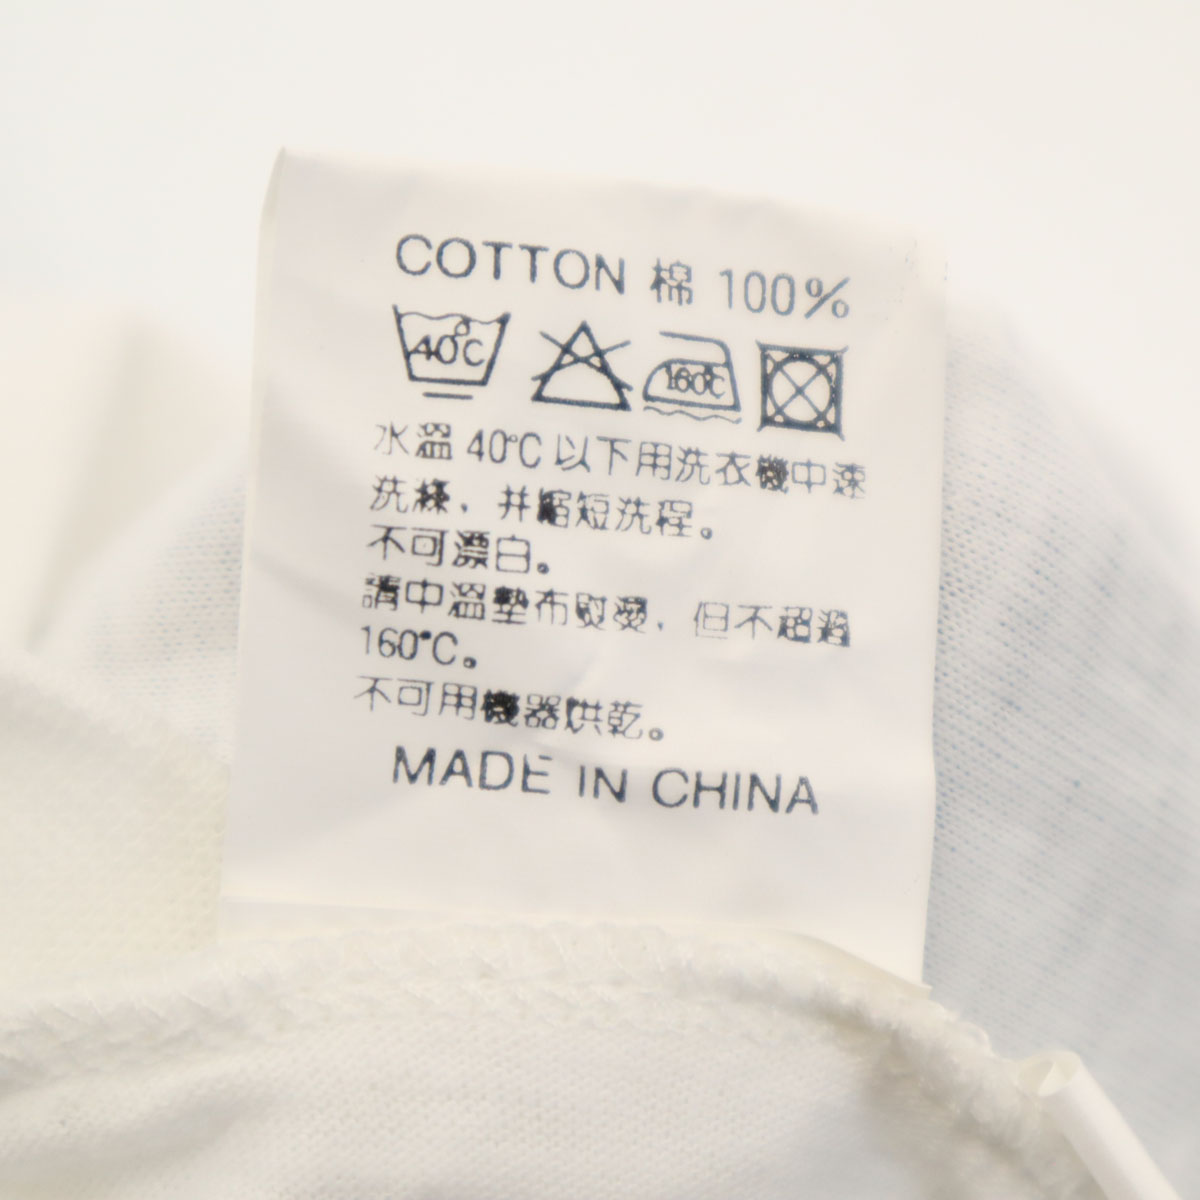 COTTON 棉 100%
40℃
160℃
水溫 40℃ 以下用洗衣機中速
洗滌，并縮短洗程。
不可漂白。
請中溫墊布熨燙，但不超過
160℃。
不可用機器烘乾。
MADE IN CHINA